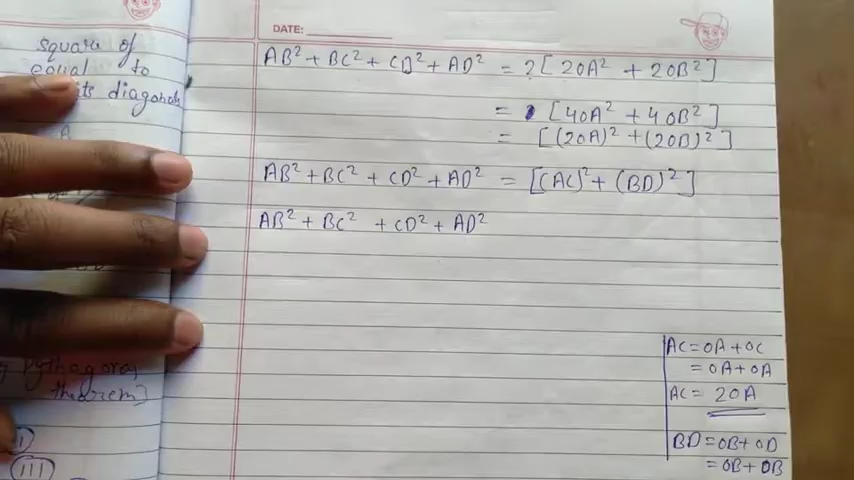 square of
equal to
its diagonals
A
DATE:
AB² + BC² + CD² + AD² = 2[2OA² + 2OB²]
= [4OA² + 4OB²]
= [(2OA)² + (2OB)²]
AB² + BC² + CD² + AD² = [(AC)² + (BD)²]
AB² + BC² + CD² + AD²
pythagoras
theorem]
III
AC = OA + OC
= OA + OA
AC = 2OA
BD = OB + OD
= OB + OB